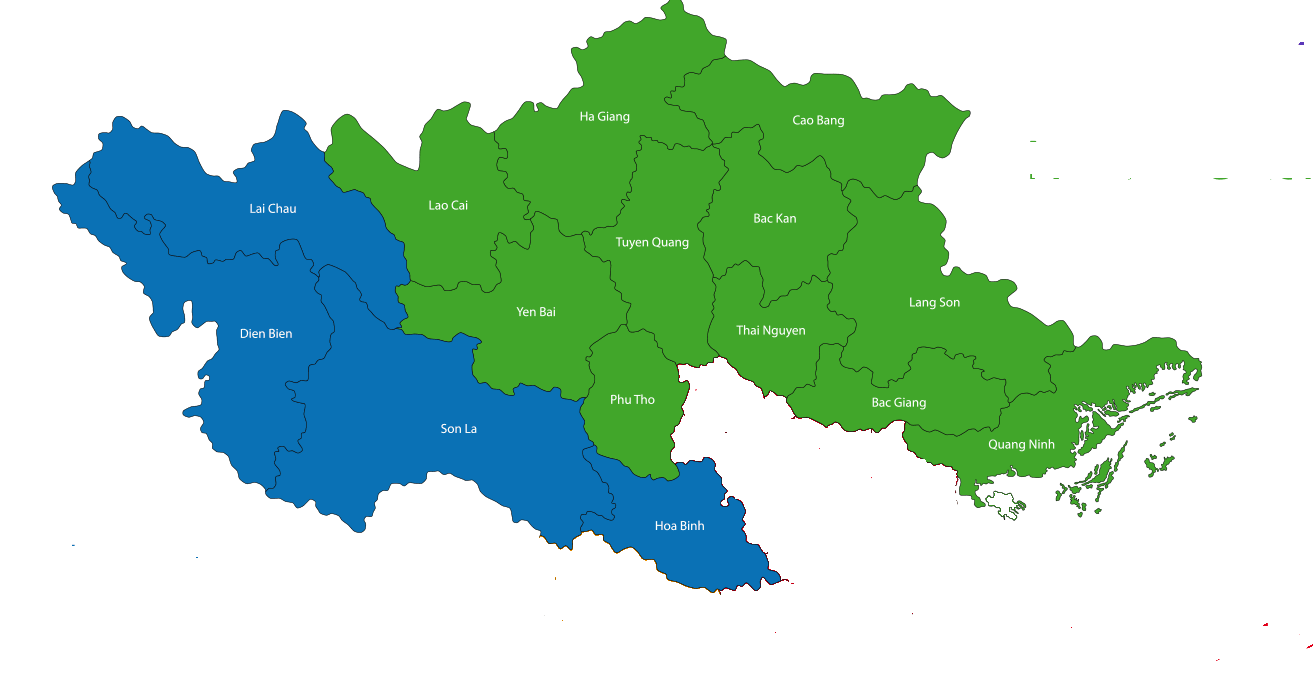 Ha Giang
Cao Bang
Lai Chau
Lao Cai
Bac Kan
Tuyen Quang
Lang Son
Yen Bai
Thai Nguyen
Dien Bien
Phu Tho
Bac Giang
Son La
Quang Ninh
Hoa Binh